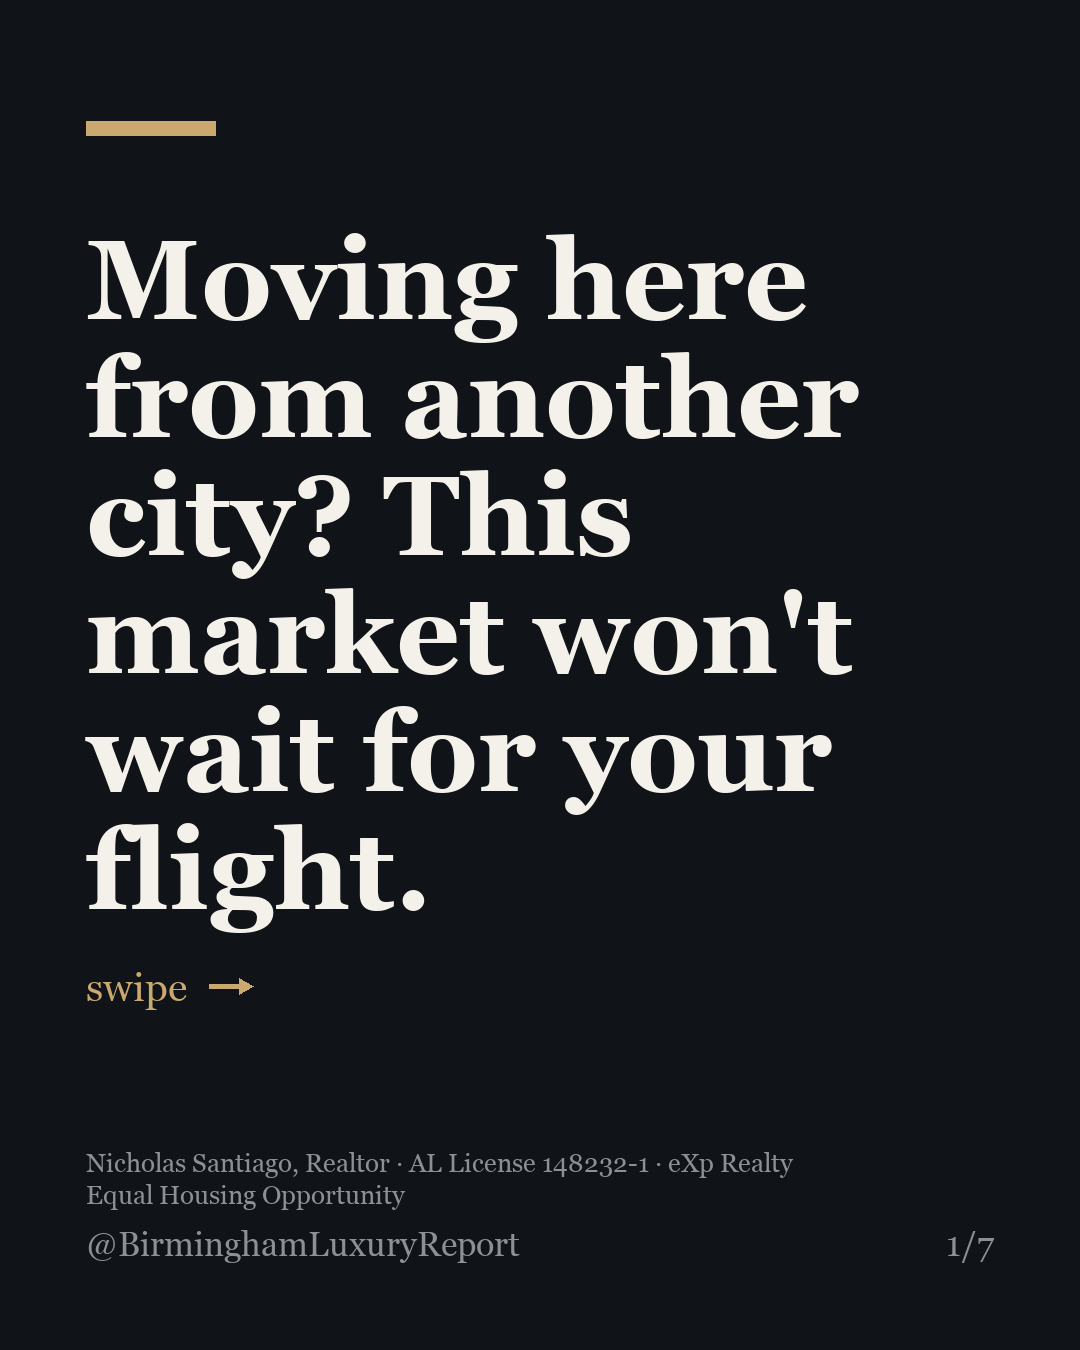 Moving here
from another
city? This
market won't
wait for your
flight.
swipe →
Nicholas Santiago, Realtor · AL License 148232-1 · eXp Realty
Equal Housing Opportunity
@BirminghamLuxuryReport
1/7